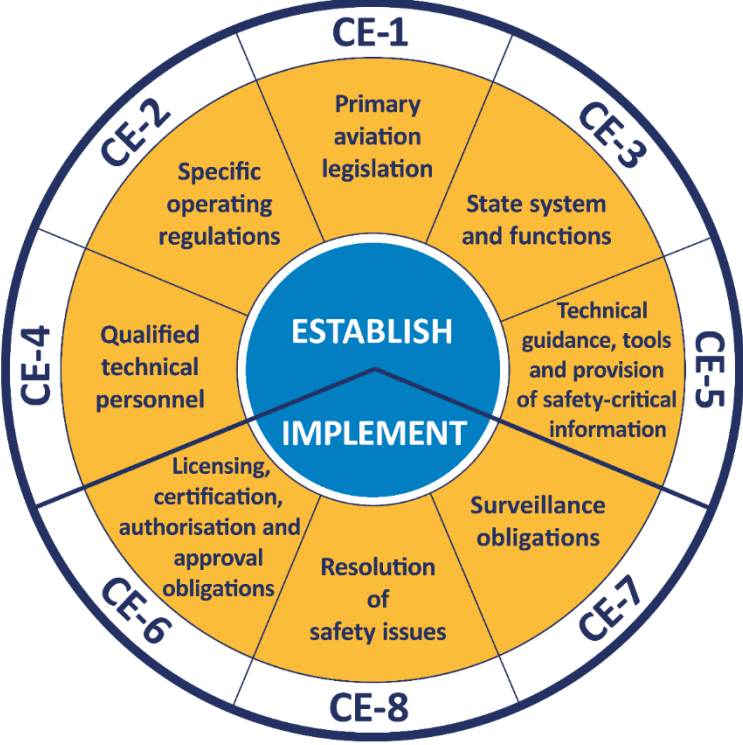 CE-1
Primary
aviation
legislation
CE-2
Specific
operating
regulations
CE-3
State system
and functions
CE-4
Qualified
technical
personnel
CE-5
Technical
guidance, tools
and provision
of safety-critical
information
ESTABLISH
IMPLEMENT
CE-6
Licensing,
certification,
authorisation and
approval
obligations
CE-7
Surveillance
obligations
CE-8
Resolution
of
safety issues